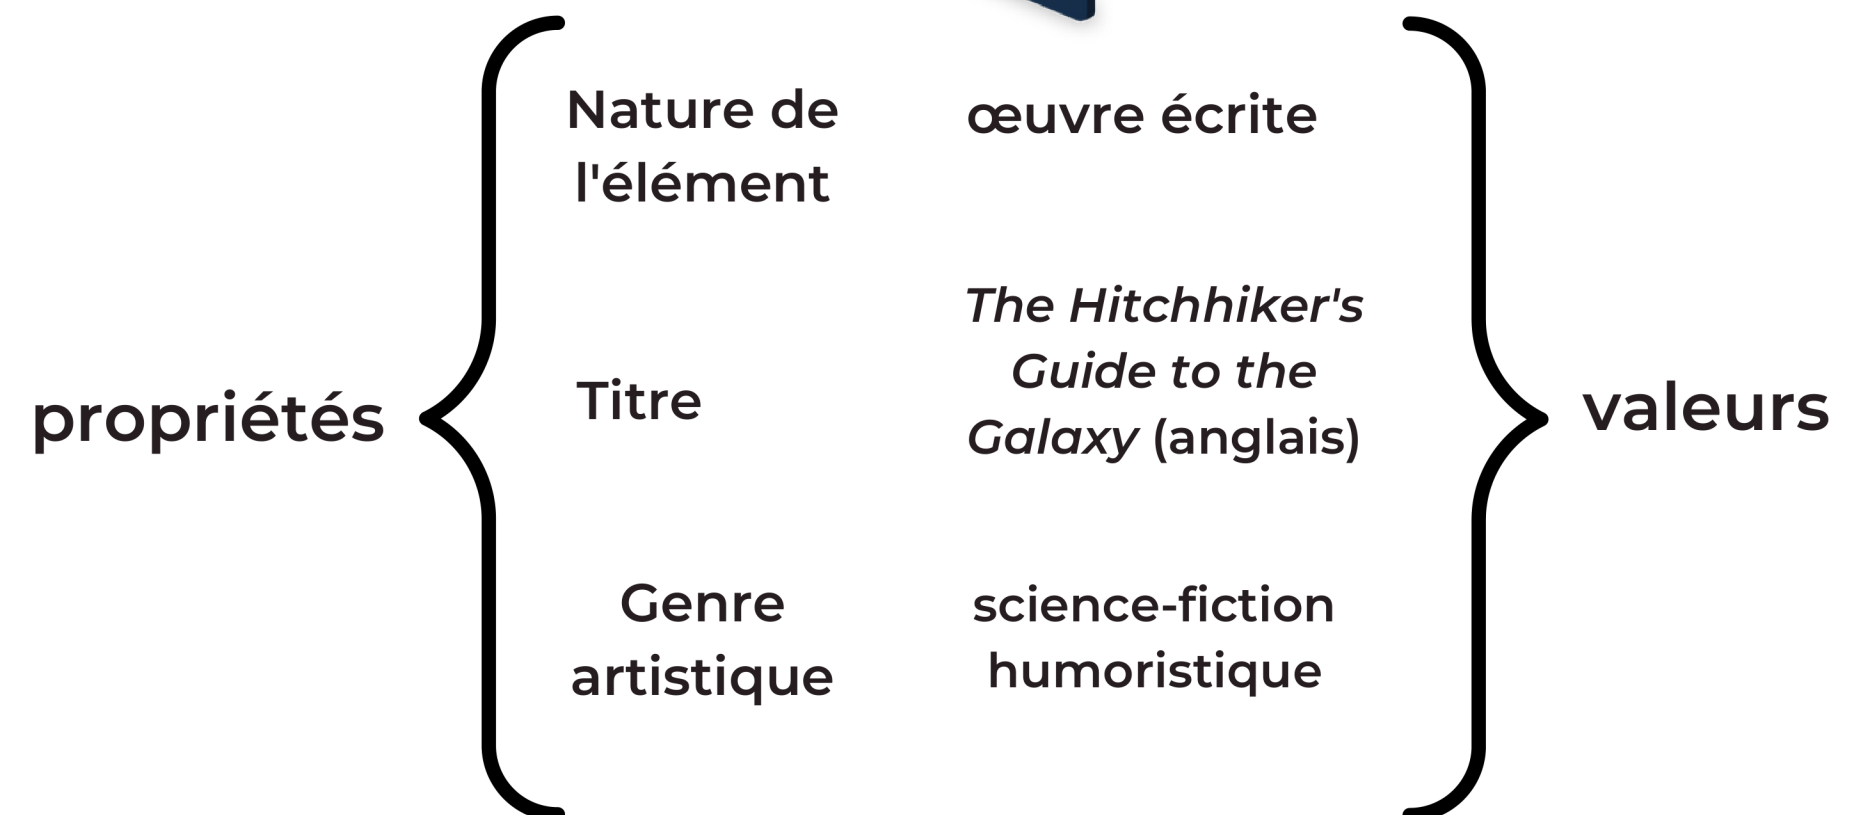 propriétés
Nature de
l'élément
œuvre écrite
Titre
The Hitchhiker's
Guide to the
Galaxy (anglais)
Genre
artistique
science-fiction
humoristique
valeurs